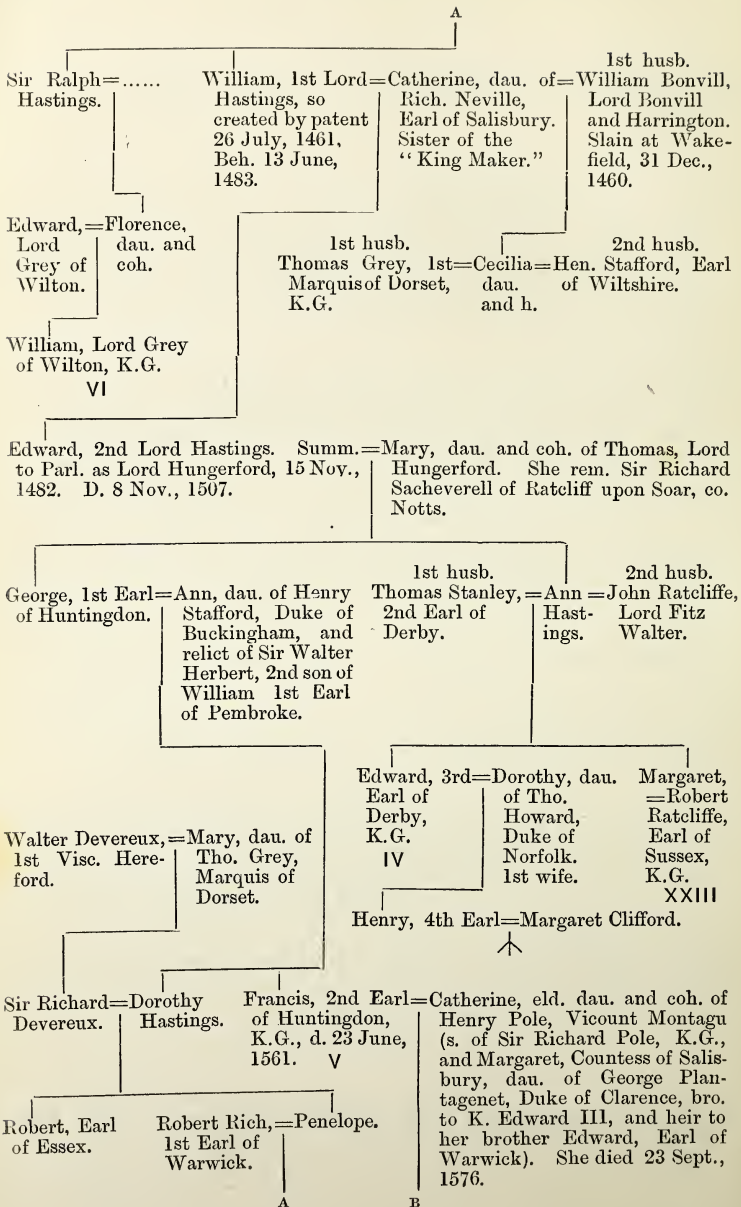 A
Sir Ralph=......
Hastings.
William, 1st Lord=Catherine, dau. of=William Bonvill,
Hastings, so
created by patent
26 July, 1461,
Beh. 13 June,
1483.
Rich. Neville,
Earl of Salisbury.
Sister of the
“King Maker.”
1st husb.
Lord Bonvill
and Harrington.
Slain at Wake-
field, 31 Dec.,
1460.
Edward,=Florence,
Lord
Grey of
Wilton.
dau. and
coh.
1st husb.
2nd husb.
Thomas Grey, 1st=Cecilia=Hen. Stafford, Earl
Marquis of Dorset,
K.G.
dau.
and h.
of Wiltshire.
William, Lord Grey
of Wilton, K.G.
VI
Edward, 2nd Lord Hastings. Summ.=Mary, dau. and coh. of Thomas, Lord
to Parl. as Lord Hungerford, 15 Nov.,
1482. D. 8 Nov., 1507.
Hungerford. She rem. Sir Richard
Sacheverell of Ratcliff upon Soar, co.
Notts.
George, 1st Earl=Ann, dau. of Henry
of Huntingdon.
Stafford, Duke of
Buckingham, and
relict of Sir Walter
Herbert, 2nd son of
William 1st Earl
of Pembroke.
1st husb.
2nd husb.
Thomas Stanley,=Ann=John Ratcliffe,
2nd Earl of
Derby.
Hast-
ings.
Lord Fitz
Walter.
Edward, 3rd=Dorothy, dau.
Earl of
Derby,
K.G.
IV
of Tho.
Howard,
Duke of
Norfolk.
1st wife.
Margaret,
=Robert
Ratcliffe,
Earl of
Sussex,
K.G.
XXIII
Walter Devereux,=Mary, dau. of
1st Visc. Here-
ford.
Tho. Grey,
Marquis of
Dorset.
Henry, 4th Earl=Margaret Clifford.
Sir Richard=Dorothy
Devereux.
Hastings.
Francis, 2nd Earl=Catherine, eld. dau. and coh. of
of Huntingdon,
K.G., d. 23 June,
1561. V
Henry Pole, Vicount Montagu
(s. of Sir Richard Pole, K.G.,
and Margaret, Countess of Salis-
bury, dau. of George Plan-
tagenet, Duke of Clarence, bro.
to K. Edward III, and heir to
her brother Edward, Earl of
Warwick). She died 23 Sept.,
1576.
Robert, Earl
of Essex.
Robert Rich,=Penelope.
1st Earl of
Warwick.
A
B